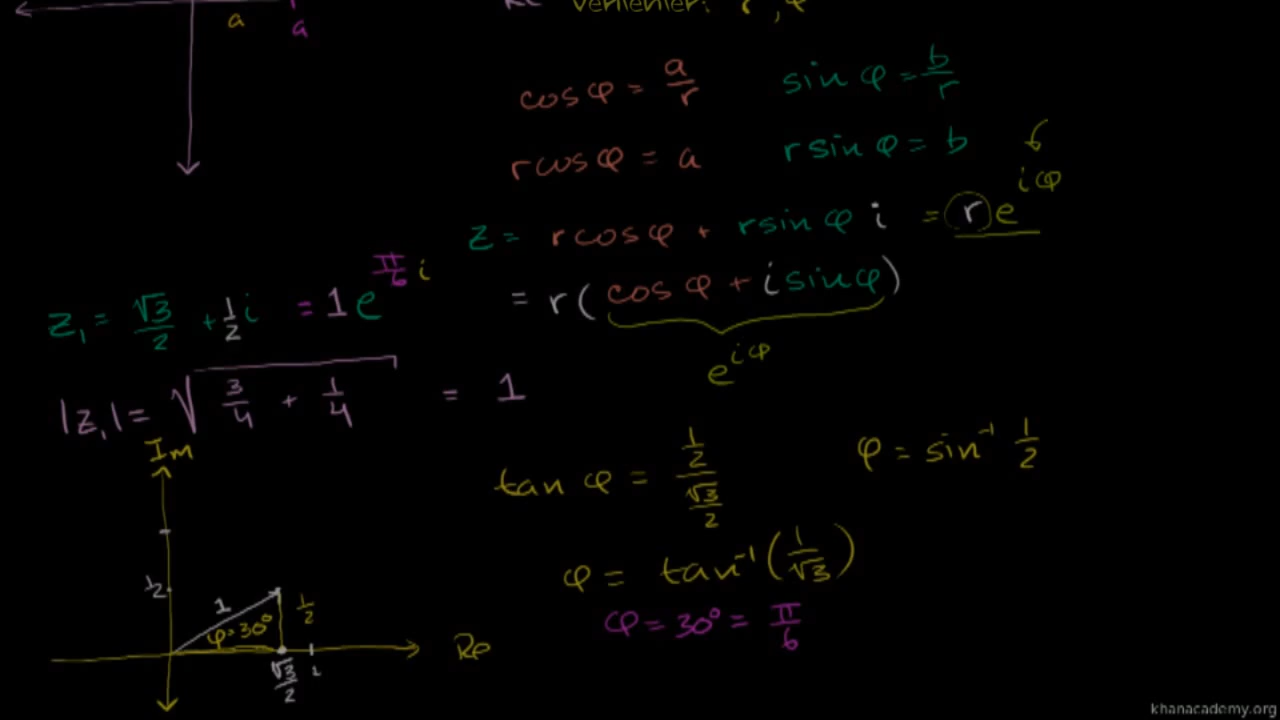 a a
r, φ
cos φ = a/r sin φ = b/r
r cos φ = a r sin φ = b
z = r cos φ + r sin φ i = r e^{iφ}
= r ( cos φ + i sin φ )
e^{iφ}
z₁ = √3/2 + 1/2 i = 1 e^{π/6 i}
|z₁| = √(3/4 + 1/4) = 1
tan φ = (1/2)/(√3/2) φ = sin⁻¹ 1/2
φ = tan⁻¹ (1/√3)
φ = 30° = π/6
Im
1/2
1
φ=30°
1/2
√3/2
Re
khanacademy.org